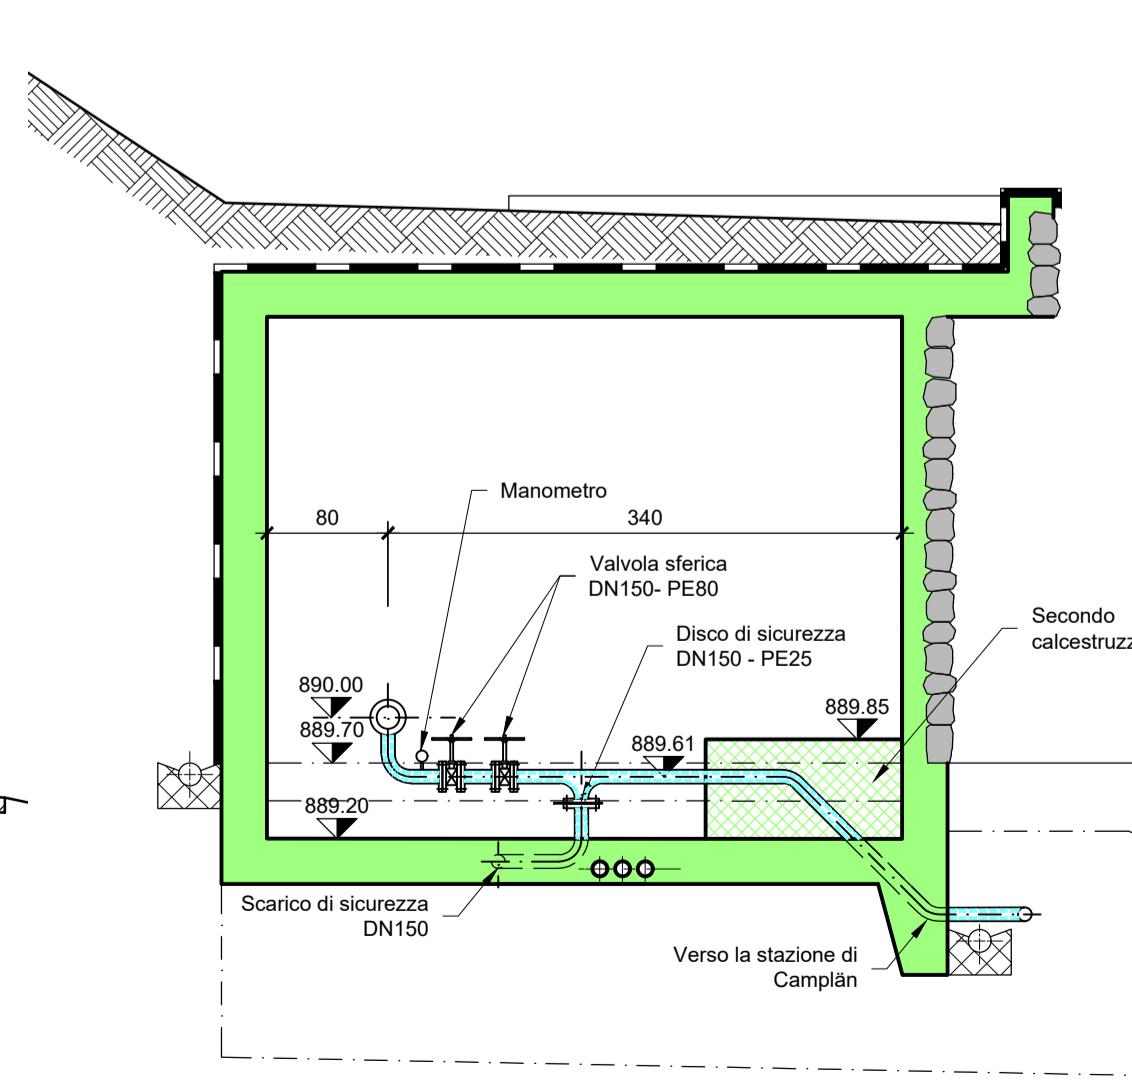 Manometro
80
340
Valvola sferica
DN150- PE80
Secondo
Disco di sicurezza
DN150 - PE25
890.00
889.70
889.85
889.61
889.20
Scarico di sicurezza
DN150
Verso la stazione di
Camplän